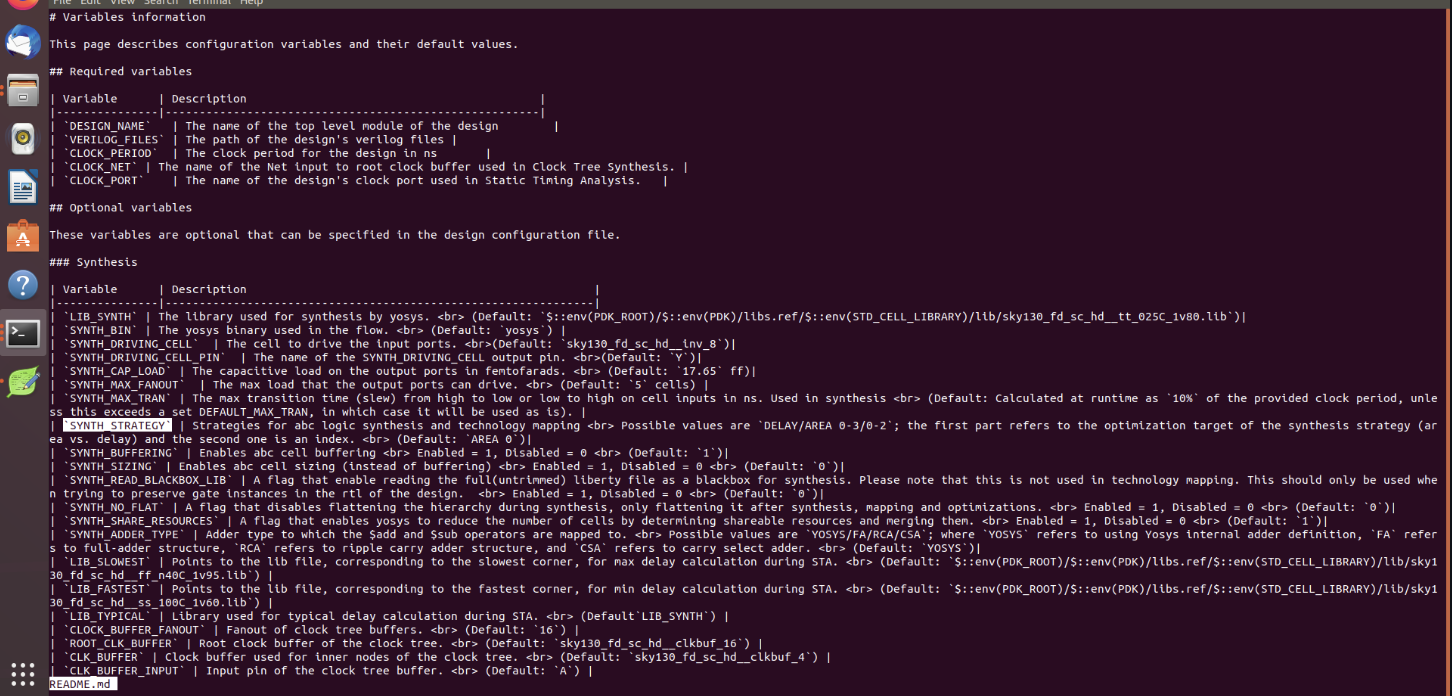 File Edit View Search Terminal Help
# Variables information
This page describes configuration variables and their default values.
## Required variables
| Variable      | Description                                            |
|---------------|--------------------------------------------------------|
| `DESIGN_NAME`   | The name of the top level module of the design         |
| `VERILOG_FILES` | The path of the design's verilog files |
| `CLOCK_PERIOD`  | The clock period for the design in ns       |
| `CLOCK_NET` | The name of the Net input to root clock buffer used in Clock Tree Synthesis. |
| `CLOCK_PORT`    | The name of the design's clock port used in Static Timing Analysis.   |
## Optional variables
These variables are optional that can be specified in the design configuration file.
### Synthesis
| Variable      | Description                                                    |
|---------------|----------------------------------------------------------------|
| `LIB_SYNTH` | The library used for synthesis by yosys. <br> (Default: `$::env(PDK_ROOT)/$::env(PDK)/libs.ref/$::env(STD_CELL_LIBRARY)/lib/sky130_fd_sc_hd__tt_025C_1v80.lib`)|
| `SYNTH_BIN` | The yosys binary used in the flow. <br> (Default: `yosys`) |
| `SYNTH_DRIVING_CELL`  | The cell to drive the input ports. <br>(Default: `sky130_fd_sc_hd__inv_8`)|
| `SYNTH_DRIVING_CELL_PIN`  | The name of the SYNTH_DRIVING_CELL output pin. <br>(Default: `Y`)|
| `SYNTH_CAP_LOAD` | The capacitive load on the output ports in femtofarads. <br> (Default: `17.65` ff)|
| `SYNTH_MAX_FANOUT`  | The max load that the output ports can drive. <br> (Default: `5` cells) |
| `SYNTH_MAX_TRAN` | The max transition time (slew) from high to low or low to high on cell inputs in ns. Used in synthesis <br> (Default: Calculated at runtime as `10%` of the provided clock period, unle
ss this exceeds a set DEFAULT_MAX_TRAN, in which case it will be used as is). |
| `SYNTH_STRATEGY` | Strategies for abc logic synthesis and technology mapping <br> Possible values are `DELAY/AREA 0-3/0-2`; the first part refers to the optimization target of the synthesis strategy (ar
ea vs. delay) and the second one is an index. <br> (Default: `AREA 0`)|
| `SYNTH_BUFFERING` | Enables abc cell buffering <br> Enabled = 1, Disabled = 0 <br> (Default: `1`)|
| `SYNTH_SIZING` | Enables abc cell sizing (instead of buffering) <br> Enabled = 1, Disabled = 0 <br> (Default: `0`)|
| `SYNTH_READ_BLACKBOX_LIB` | A flag that enable reading the full(untrimmed) liberty file as a blackbox for synthesis. Please note that this is not used in technology mapping. This should only be used whe
n trying to preserve gate instances in the rtl of the design.  <br> Enabled = 1, Disabled = 0 <br> (Default: `0`)|
| `SYNTH_NO_FLAT` | A flag that disables flattening the hierarchy during synthesis, only flattening it after synthesis, mapping and optimizations. <br> Enabled = 1, Disabled = 0 <br> (Default: `0`)|
| `SYNTH_SHARE_RESOURCES` | A flag that enables yosys to reduce the number of cells by determining shareable resources and merging them. <br> Enabled = 1, Disabled = 0 <br> (Default: `1`)|
| `SYNTH_ADDER_TYPE` | Adder type to which the $add and $sub operators are mapped to. <br> Possible values are `YOSYS/FA/RCA/CSA`; where `YOSYS` refers to using Yosys internal adder definition, `FA` refer
s to full-adder structure, `RCA` refers to ripple carry adder structure, and `CSA` refers to carry select adder. <br> (Default: `YOSYS`)|
| `LIB_SLOWEST` | Points to the lib file, corresponding to the slowest corner, for max delay calculation during STA. <br> (Default: `$::env(PDK_ROOT)/$::env(PDK)/libs.ref/$::env(STD_CELL_LIBRARY)/lib/sky1
30_fd_sc_hd__ff_n40C_1v95.lib`) |
| `LIB_FASTEST` | Points to the lib file, corresponding to the fastest corner, for min delay calculation during STA. <br> (Default: `$::env(PDK_ROOT)/$::env(PDK)/libs.ref/$::env(STD_CELL_LIBRARY)/lib/sky1
30_fd_sc_hd__ss_100C_1v60.lib`) |
| `LIB_TYPICAL` | Library used for typical delay calculation during STA. <br> (Default`LIB_SYNTH`) |
| `CLOCK_BUFFER_FANOUT` | Fanout of clock tree buffers. <br> (Default: `16`) |
| `ROOT_CLK_BUFFER` | Root clock buffer of the clock tree. <br> (Default: `sky130_fd_sc_hd__clkbuf_16`) |
| `CLK_BUFFER` | Clock buffer used for inner nodes of the clock tree. <br> (Default: `sky130_fd_sc_hd__clkbuf_4`) |
| `CLK_BUFFER_INPUT` | Input pin of the clock tree buffer. <br> (Default: `A`) |
README.md